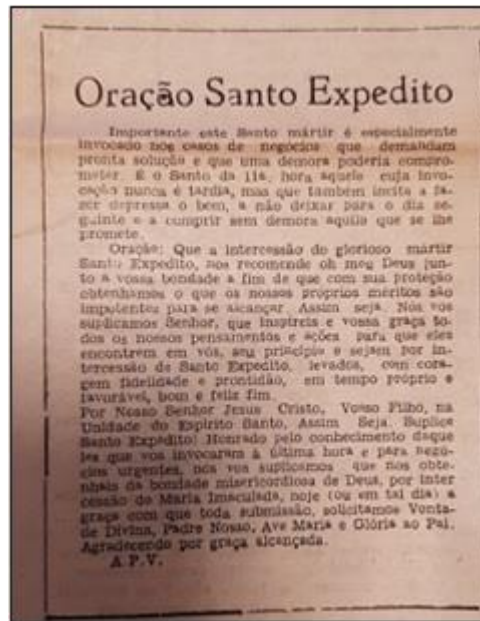 Oração Santo Expedito
Importante este Santo mártir é especialmente
invocado nos casos de negocios que demandam
pronta solução e que uma demora poderia compro-
meter. É o Santo da 11a. hora aquele cuja invo-
cação nunca é tardia, mas que tambem incita a fa-
zer depressa o bem, a não deixar para o dia se-
guinte e a cumprir sem demora aquilo que se lhe
promete.
Oração: Que a intercessão do glorioso mártir
Santo Expedito, nos recomende oh meu Deus jun-
to a vossa bondade a fim de que com sua proteção
obtenhamos o que os nossos proprios méritos são
impotentes para se alcançar. Assim seja. Nós vos
suplicamos Senhor, que inspireis e vossa graça to-
dos os nossos pensamentos e ações para que eles
encontrem em vós, seu principio e sejam por in-
tercessão de Santo Expedito, levados, com cora-
gem fidelidade e prontidão, em tempo próprio e
favorável, bom e feliz fim.
Por Nosso Senhor Jesus Cristo, Vosso Filho, na
Unidade do Espírito Santo, Assim Seja. Suplica
Santo Expedito: Honrado pelo conhecimento daque
les que vos invocaram à última hora e para negó-
cios urgentes, nós vos suplicamos que nos obte-
nhais da bondade misericordiosa de Deus, por inter
cessão de Maria Imaculada, hoje (ou em tal dia) a
graça com que toda submissão, solicitamos Vonta-
de Divina, Padre Nosso, Ave Maria e Glória ao Pai.
Agradecendo por graça alcançada.
A.P.V.